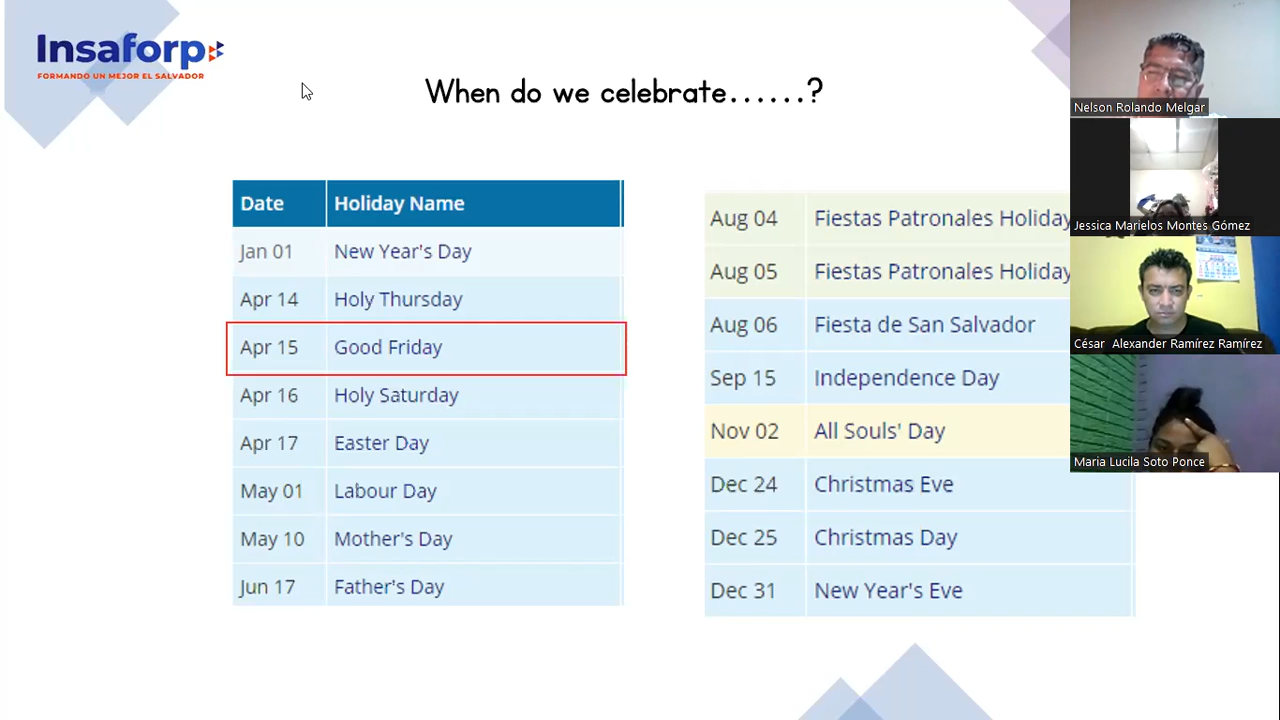 Insaforp
FORMANDO UN MEJOR EL SALVADOR
When do we celebrate......?
Date Holiday Name
Jan 01 New Year's Day
Apr 14 Holy Thursday
Apr 15 Good Friday
Apr 16 Holy Saturday
Apr 17 Easter Day
May 01 Labour Day
May 10 Mother's Day
Jun 17 Father's Day
Aug 04 Fiestas Patronales Holiday
Aug 05 Fiestas Patronales Holiday
Aug 06 Fiesta de San Salvador
Sep 15 Independence Day
Nov 02 All Souls' Day
Dec 24 Christmas Eve
Dec 25 Christmas Day
Dec 31 New Year's Eve
Nelson Rolando Melgar
Jessica Marielos Montes Gómez
César Alexander Ramírez Ramírez
Maria Lucila Soto Ponce